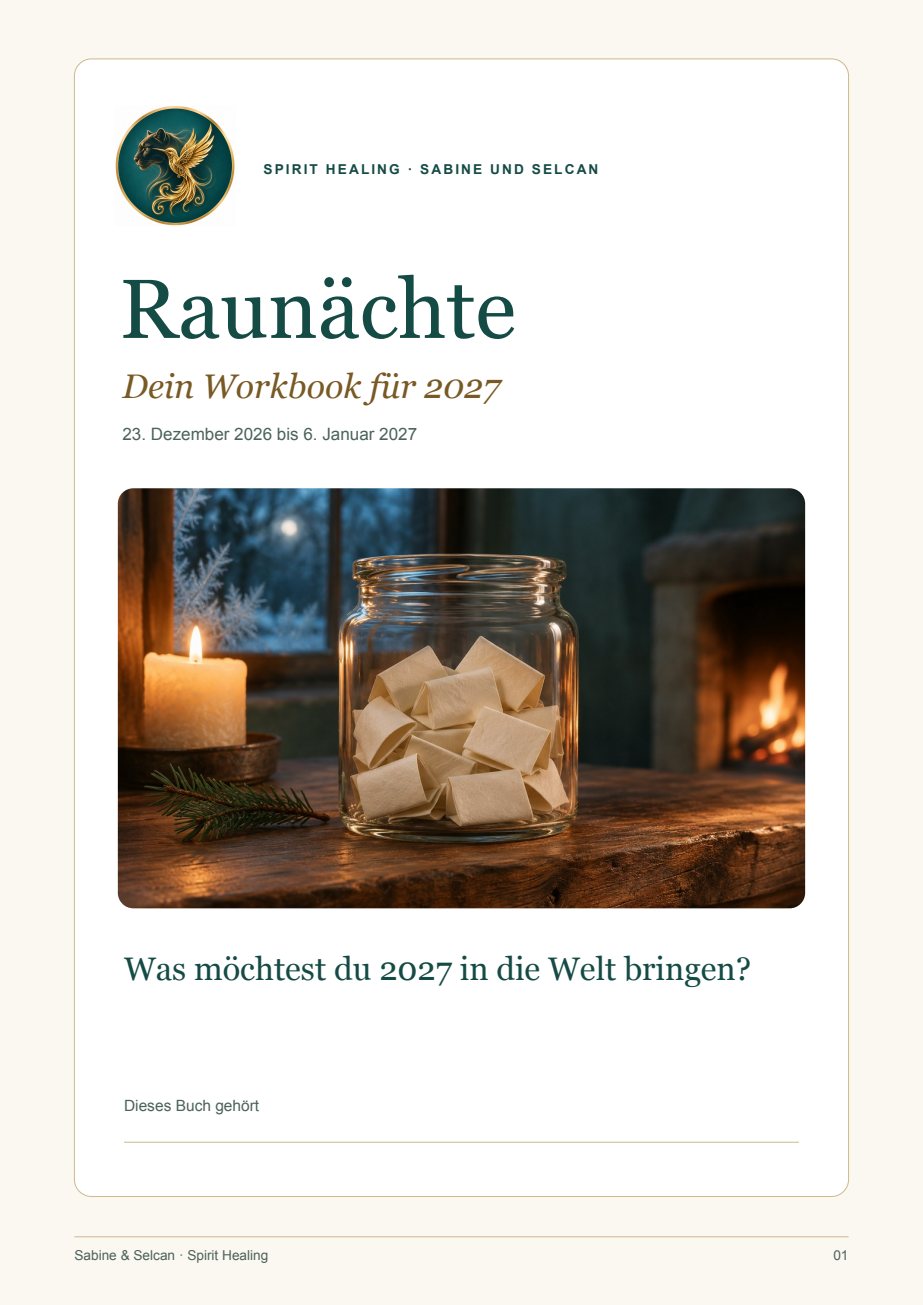 SPIRIT HEALING · SABINE UND SELCAN
Raunächte
Dein Workbook für 2027
23. Dezember 2026 bis 6. Januar 2027
Was möchtest du 2027 in die Welt bringen?
Dieses Buch gehört
Sabine & Selcan · Spirit Healing
01